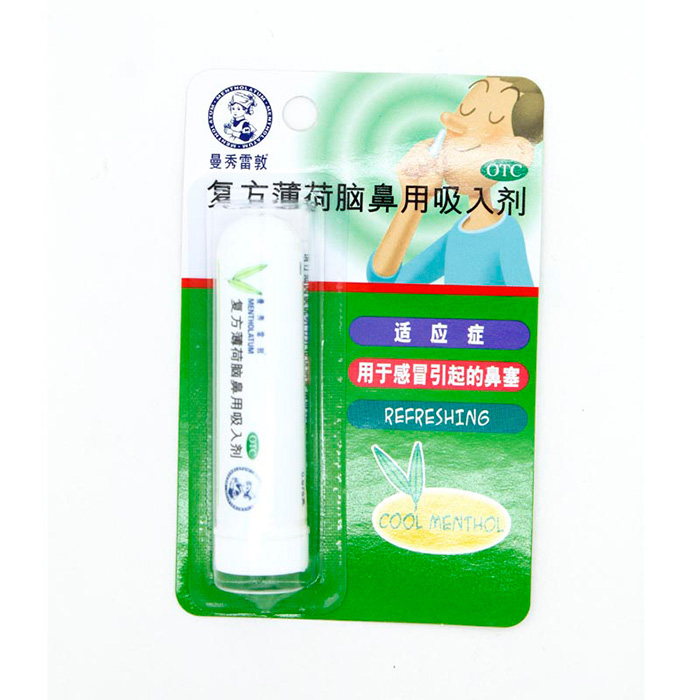 MENTHOLATUM · MENTHOLATUM · MENTHOLATUM
曼秀雷敦
OTC
复方薄荷脑鼻用吸入剂
曼秀雷敦
MENTHOLATUM
复方薄荷脑鼻用吸入剂
OTC
适应症
用于感冒引起的鼻塞
REFRESHING
COOL MENTHOL